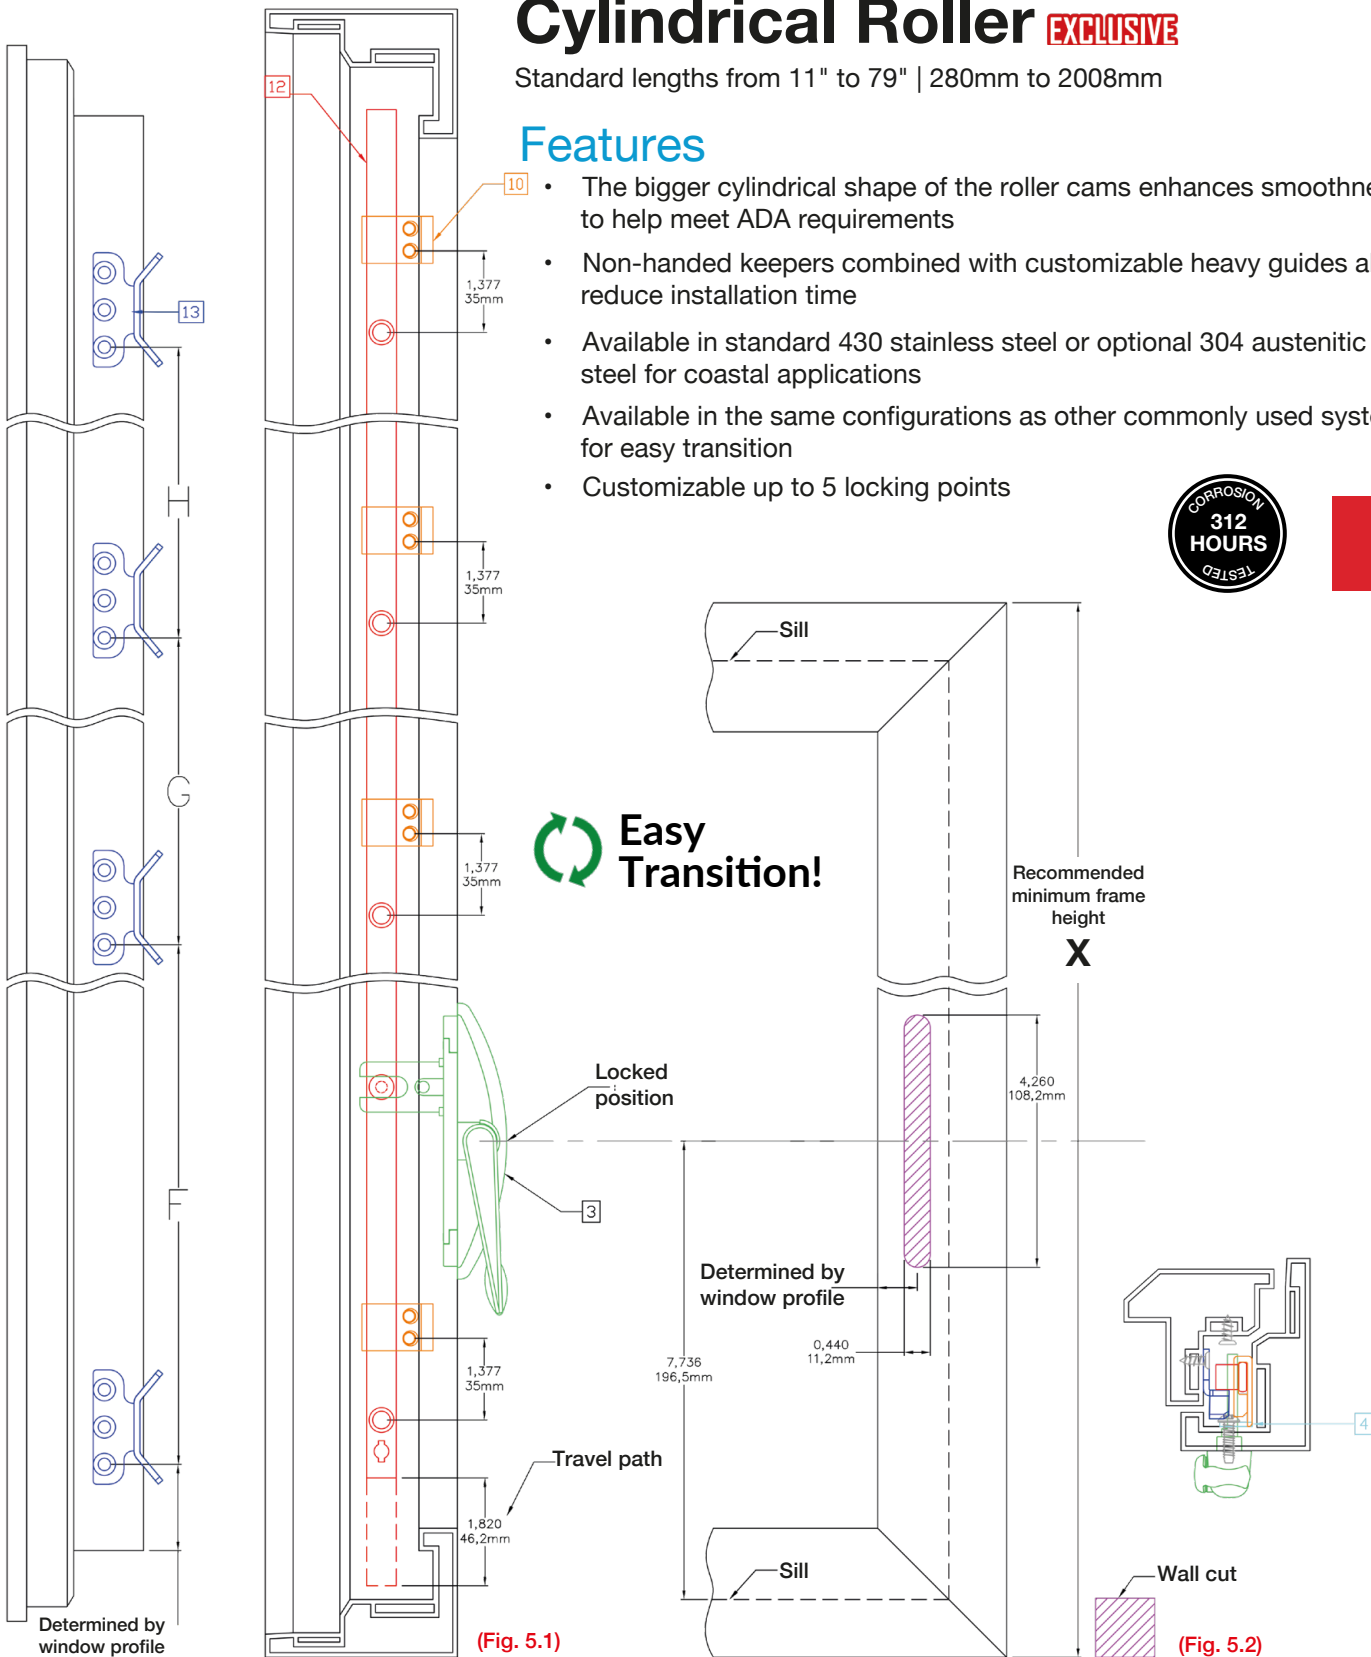 Cylindrical Roller EXCLUSIVE
Standard lengths from 11" to 79" | 280mm to 2008mm
Features
• The bigger cylindrical shape of the roller cams enhances
to help meet ADA requirements
• Non-handed keepers combined with customizable heavy guides
reduce installation time
• Available in standard 430 stainless steel or optional 304 austenitic
steel for coastal applications
• Available in the same configurations as other commonly used
for easy transition
• Customizable up to 5 locking points
CORROSION
312
HOURS
TESTED
12
10
13
1,377
35mm
H
1,377
35mm
G
1,377
35mm
F
1,377
35mm
1,820
46,2mm
Travel path
Determined by
window profile
(Fig. 5.1)
Easy
Transition!
Locked
position
3
Sill
Recommended
minimum frame
height
X
4,260
108,2mm
Determined by
window profile
0,440
11,2mm
7,736
196,5mm
Sill
4
Wall cut
(Fig. 5.2)